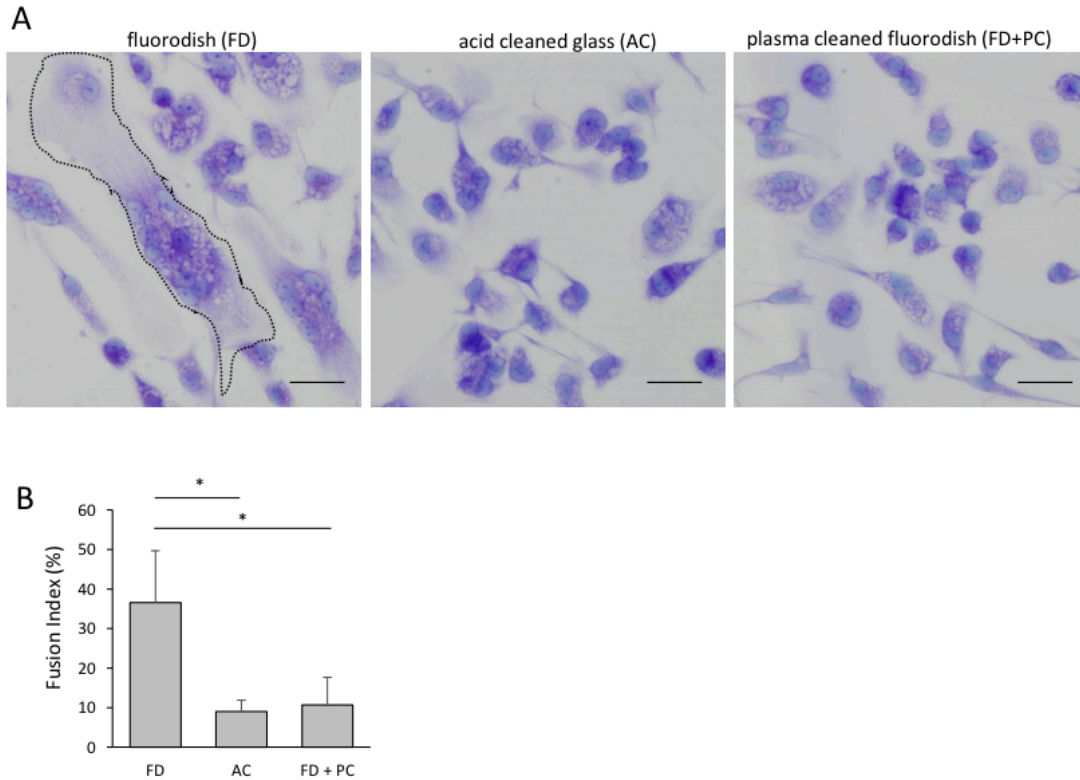 A
fluorodish (FD)
acid cleaned glass (AC)
plasma cleaned fluorodish (FD+PC)
B
*
*
60
50
40
30
20
10
0
Fusion Index (%)
FD
AC
FD + PC